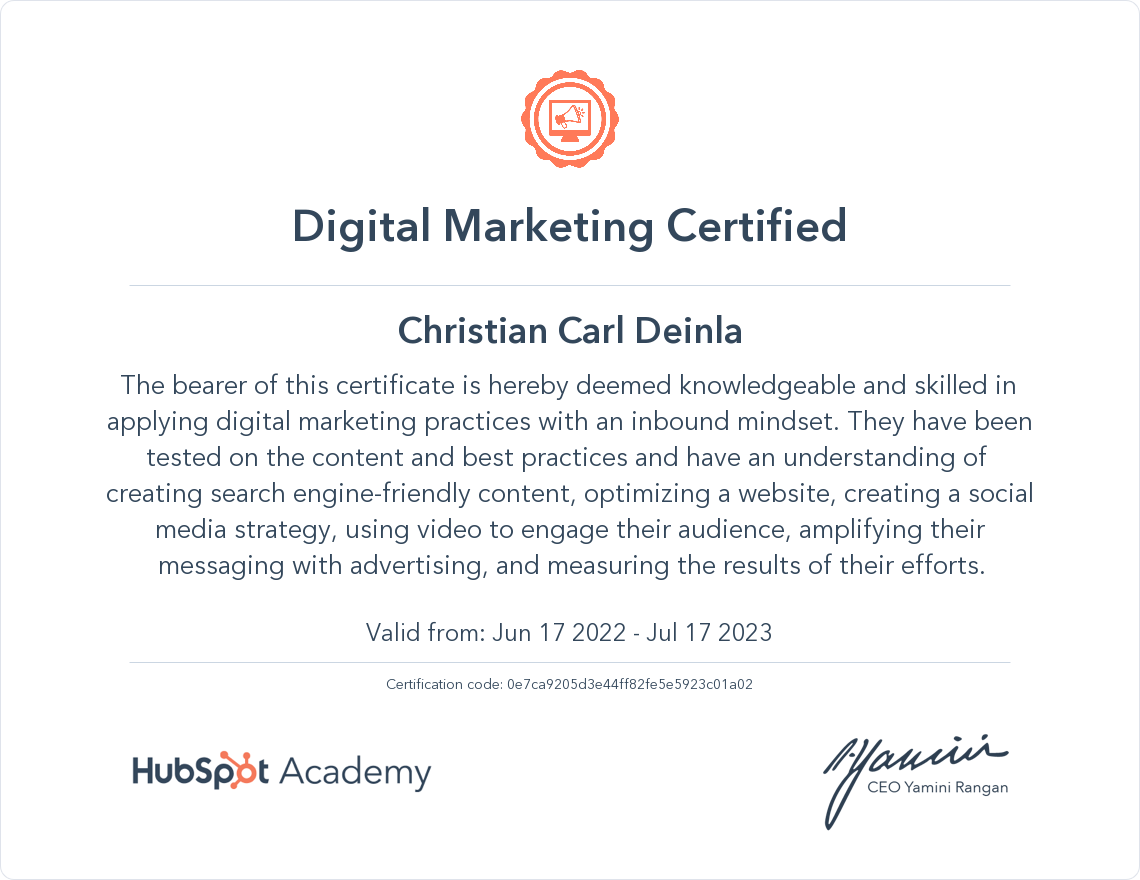 Digital Marketing Certified
Christian Carl Deinla
The bearer of this certificate is hereby deemed knowledgeable and skilled in
applying digital marketing practices with an inbound mindset. They have been
tested on the content and best practices and have an understanding of
creating search engine-friendly content, optimizing a website, creating a social
media strategy, using video to engage their audience, amplifying their
messaging with advertising, and measuring the results of their efforts.
Valid from: Jun 17 2022 - Jul 17 2023
Certification code: 0e7ca9205d3e44ff82fe5e5923c01a02
HubSpot Academy
CEO Yamini Rangan